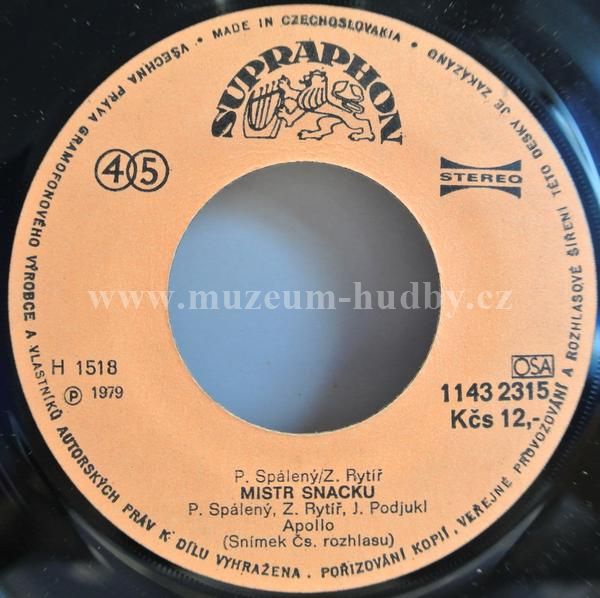 VŠECHNA PRÁVA GRAMOFONOVÉHO VÝROBCE A VLASTNÍKŮ AUTORSKÝCH PRÁV K DÍLU VYHRAŽENA . POŘIZOVÁNÍ KOPIÍ, VEŘEJNÉ PROVOZOVÁNÍ A ROZHLASOVÉ ŠÍŘENÍ TÉTO DESKY JE ZAKÁZÁNO • MADE IN CZECHOSLOVAKIA •
SUPRAPHON
45
STEREO
www.muzeum-hudby.cz
H 1518
OSA
Ⓟ 1979
1143 2315
Kčs 12,-
P. Spálený/Z. Rytíř
MISTR SNACKU
P. Spálený, Z. Rytíř, J. Podjukl
Apollo
(Snímek Čs. rozhlasu)